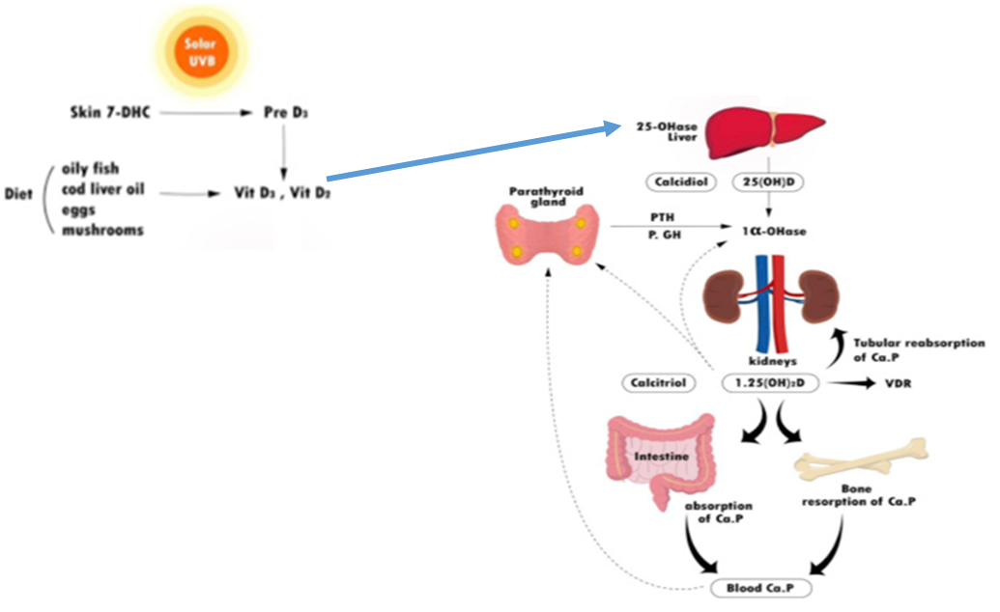 Solar
UVB
Skin 7-DHC
Pre D₃
Diet
oily fish
cod liver oil
eggs
mushrooms
Vit D₃ , Vit D₂
25-OHase
Liver
Calcidiol
25(OH)D
Parathyroid
gland
PTH
P. GH
1α-OHase
kidneys
Tubular reabsorption
of Ca.P
Calcitriol
1.25(OH)₂D
VDR
Intestine
absorption
of Ca.P
Bone
resorption of Ca.P
Blood Ca.P